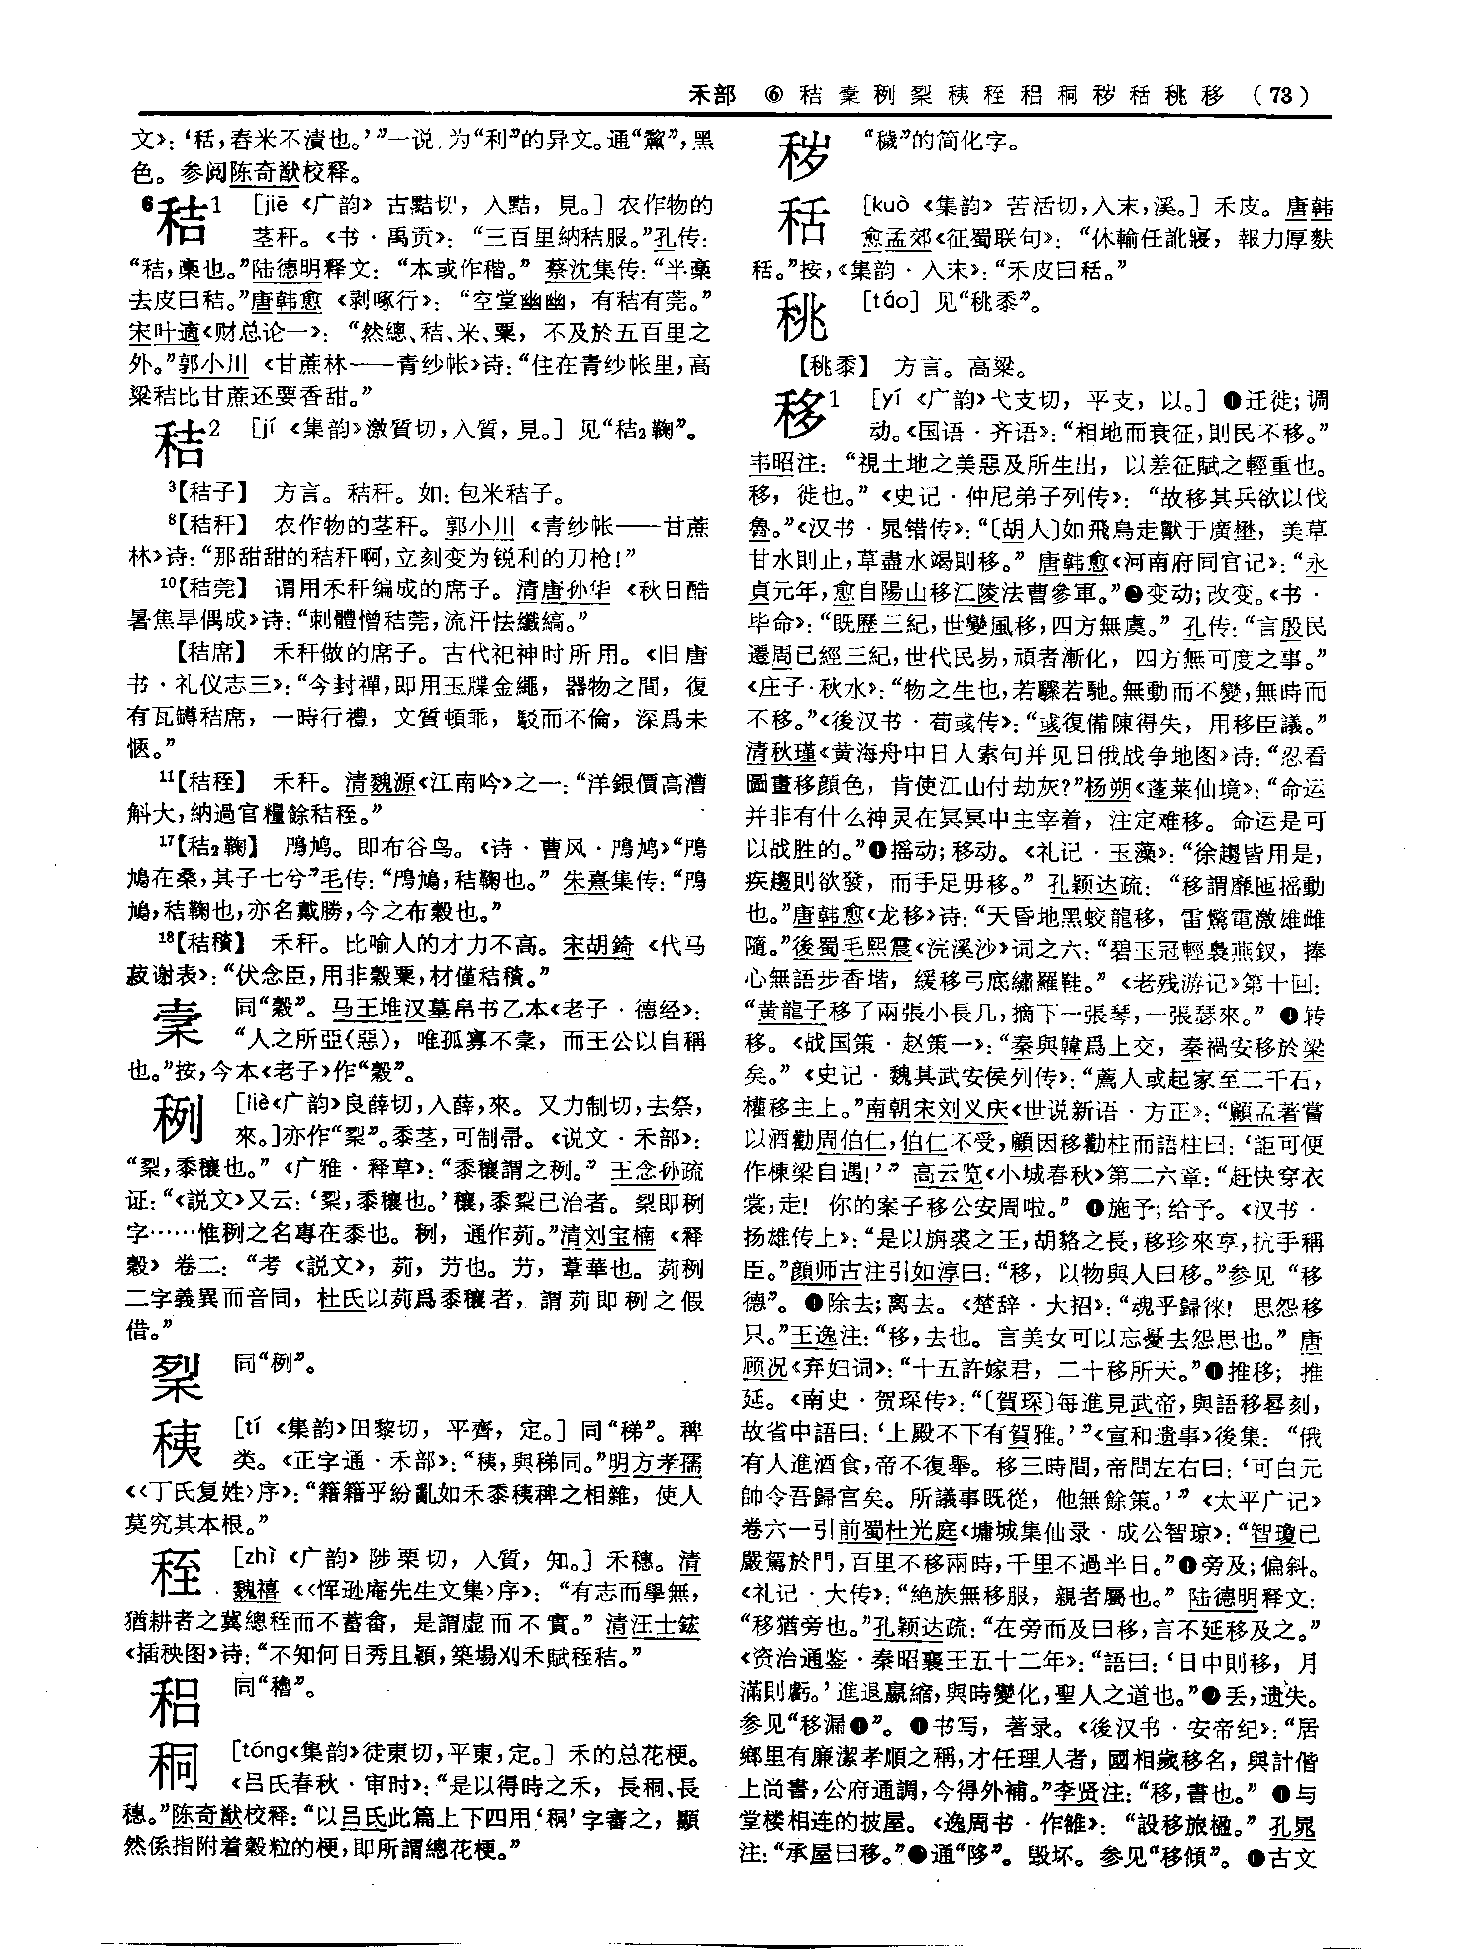 禾部 ⑥ 秸 稾 䅀 梨 稊 秷 稆 秱 秽 秳 䄻 移 (73)
文》：‘秳，舂米不潰也。’”一说，为“利”的异文。通“黧”，黑
色。参阅陈奇猷校释。
6秸1 [jiē 《广韵》 古黠切，入黠，見。] 农作物的
茎秆。《书·禹贡》：“三百里納秸服。”孔传：
“秸，稾也。”陆德明释文：“本或作稭。”蔡沈集传：“半稾
去皮曰秸。”唐韩愈《剥啄行》：“空堂幽幽，有秸有莞。”
宋叶適《财总论一》：“然總、秸、米、粟，不及於五百里之
外。”郭小川《甘蔗林——青纱帐》诗：“住在青纱帐里，高
粱秸比甘蔗还要香甜。”
秸2 [jí 《集韵》激質切，入質，見。] 见“秸2鞠”。
3【秸子】 方言。秸秆。如：包米秸子。
8【秸秆】 农作物的茎秆。郭小川《青纱帐——甘蔗
林》诗：“那甜甜的秸秆啊，立刻变为锐利的刀枪！”
10【秸莞】 谓用禾秆编成的席子。清唐孙华《秋日酷
暑焦旱偶成》诗：“刺體憎秸莞，流汗怯纖縞。”
【秸席】 禾秆做的席子。古代祀神时所用。《旧唐
书·礼仪志三》：“今封禪，即用玉牒金繩，器物之間，復
有瓦罇秸席，一時行禮，文質頓乖，駁而不倫，深爲未
愜。”
11【秸秷】 禾秆。清魏源《江南吟》之一：“洋銀價高漕
斛大，納過官糧餘秸秷。”
17【秸2鞠】 鳲鸠。即布谷鸟。《诗·曹风·鳲鸠》“鳲
鳩在桑，其子七兮”毛传：“鳲鳩，秸鞠也。”朱熹集传：“鳲
鳩，秸鞠也，亦名戴勝，今之布穀也。”
18【秸穳】 禾秆。比喻人的才力不高。宋胡錡《代马
蔎谢表》：“伏念臣，用非穀粟，材僅秸穳。”
同“穀”。马王堆汉墓帛书乙本《老子·德经》：
“人之所亞（惡），唯孤寡不橐，而王公以自稱
也。”按，今本《老子》作“穀”。
䅀 [liè《广韵》良薛切，入薛，來。又力制切，去祭，
來。]亦作“梨”。黍茎，可制帚。《说文·禾部》：
“梨，黍穰也。”《广雅·释草》：“黍穰謂之䅀。”王念孙疏
证：“《説文》又云：‘梨，黍穰也。’穰，黍梨已治者。梨即䅀
字……惟䅀之名專在黍也。䅀，通作茢。”清刘宝楠《释
穀》卷二：“考《説文》，茢，芀也。芀，葦華也。茢䅀
二字義異而音同，杜氏以茢爲黍穰者，謂茢即䅀之假
借。”
同“䅀”。
䄺 [tí 《集韵》田黎切，平齊，定。] 同“稊”。稗
类。《正字通·禾部》：“䄺，與稊同。”明方孝孺
《〈丁氏复姓〉序》：“籍籍乎紛亂如禾黍䄺稗之相雜，使人
莫究其本根。”
秷 [zhì 《广韵》陟栗切，入質，知。] 禾穗。清
魏禧《〈恽逊庵先生文集〉序》：“有志而學無，
猶耕者之冀總秷而不蓄畬，是謂虚而不實。”清汪士鋐
《插秧图》诗：“不知何日秀且穎，築場刈禾賦秷秸。”
稆 同“穭”。
秱 [tóng《集韵》徒東切，平東，定。] 禾的总花梗。
《吕氏春秋·审时》：“是以得時之禾，長秱、長
穗。”陈奇猷校释：“以吕氏此篇上下四用‘秱’字審之，顯
然係指附着穀粒的梗，即所謂總花梗。”
秽 “穢”的简化字。
秳 [kuò 《集韵》苦活切，入末，溪。] 禾皮。唐韩
愈孟郊《征蜀联句》：“休輸任訛寢，報力厚麩
秳。”按，《集韵·入末》：“禾皮曰秳。”
䄻 [táo] 见“䄻黍”。
【䄻黍】 方言。高粱。
移1 [yí 《广韵》弋支切，平支，以。] ❶迁徙；调
动。《国语·齐语》：“相地而衰征，則民不移。”
韦昭注：“視土地之美惡及所生出，以差征賦之輕重也。
移，徙也。”《史记·仲尼弟子列传》：“故移其兵欲以伐
魯。”《汉书·晁错传》：“〔胡人〕如飛鳥走獸于廣壄，美草
甘水則止，草盡水竭則移。”唐韩愈《河南府同官记》：“永
貞元年，愈自陽山移江陵法曹參軍。”❷变动；改变。《书·
毕命》：“既歷三紀，世變風移，四方無虞。”孔传：“言殷民
遷周已經三紀，世代民易，頑者漸化，四方無可度之事。”
《庄子·秋水》：“物之生也，若驟若馳。無動而不變，無時而
不移。”《後汉书·荀彧传》：“彧復備陳得失，用移臣議。”
清秋瑾《黄海舟中日人索句并见日俄战争地图》诗：“忍看
圖畫移顔色，肯使江山付劫灰？”杨朔《蓬莱仙境》：“命运
并非有什么神灵在冥冥中主宰着，注定难移。命运是可
以战胜的。”❸摇动；移动。《礼记·玉藻》：“徐趨皆用是，
疾趨則欲發，而手足毋移。”孔颖达疏：“移謂靡匜摇動
也。”唐韩愈《龙移》诗：“天昏地黑蛟龍移，雷驚電激雄雌
隨。”後蜀毛熙震《浣溪沙》词之六：“碧玉冠輕裊燕釵，捧
心無語步香堦，緩移弓底繡羅鞋。”《老残游记》第十回：
“黄龍子移了兩張小長几，摘下一張琴，一張瑟來。”❹转
移。《战国策·赵策一》：“秦與韓爲上交，秦禍安移於梁
矣。”《史记·魏其武安侯列传》：“薦人或起家至二千石，
權移主上。”南朝宋刘义庆《世说新语·方正》：“顧孟著嘗
以酒勸周伯仁，伯仁不受，顧因移勸柱而語柱曰：‘詎可便
作棟梁自遇！’”高云览《小城春秋》第二六章：“赶快穿衣
裳，走！你的案子移公安周啦。”❺施予；给予。《汉书·
扬雄传上》：“是以旃裘之王，胡貉之長，移珍來享，抗手稱
臣。”顔师古注引如淳曰：“移，以物與人曰移。”参见“移
德”。❻除去；离去。《楚辞·大招》：“魂乎歸徠！思怨移
只。”王逸注：“移，去也。言美女可以忘憂去怨思也。”唐
顾况《弃妇词》：“十五許嫁君，二十移所天。”❼推移；推
延。《南史·贺琛传》：“〔賀琛〕每進見武帝，與語移晷刻，
故省中語曰：‘上殿不下有賀雅。’”《宣和遗事》後集：“俄
有人進酒食，帝不復舉。移三時間，帝問左右曰：‘可白元
帥令吾歸宫矣。所議事既從，他無餘策。’”《太平广记》
卷六一引前蜀杜光庭《墉城集仙录·成公智琼》：“智瓊已
嚴駕於門，百里不移兩時，千里不過半日。”❽旁及；偏斜。
《礼记·大传》：“絶族無移服，親者屬也。”陆德明释文：
“移猶旁也。”孔颖达疏：“在旁而及曰移，言不延移及之。”
《资治通鉴·秦昭襄王五十二年》：“語曰：‘日中則移，月
滿則虧。’進退嬴縮，與時變化，聖人之道也。”❾丢，遗失。
参见“移漏❶”。❿书写，著录。《後汉书·安帝纪》：“居
鄉里有廉潔孝順之稱，才任理人者，國相歲移名，與計偕
上尚書，公府通調，今得外補。”李贤注：“移，書也。”⓫与
堂楼相连的披屋。《逸周书·作雒》：“設移旅楹。”孔晁
注：“承屋曰移。”⓬通“陊”。毁坏。参见“移傾”。⓭古文